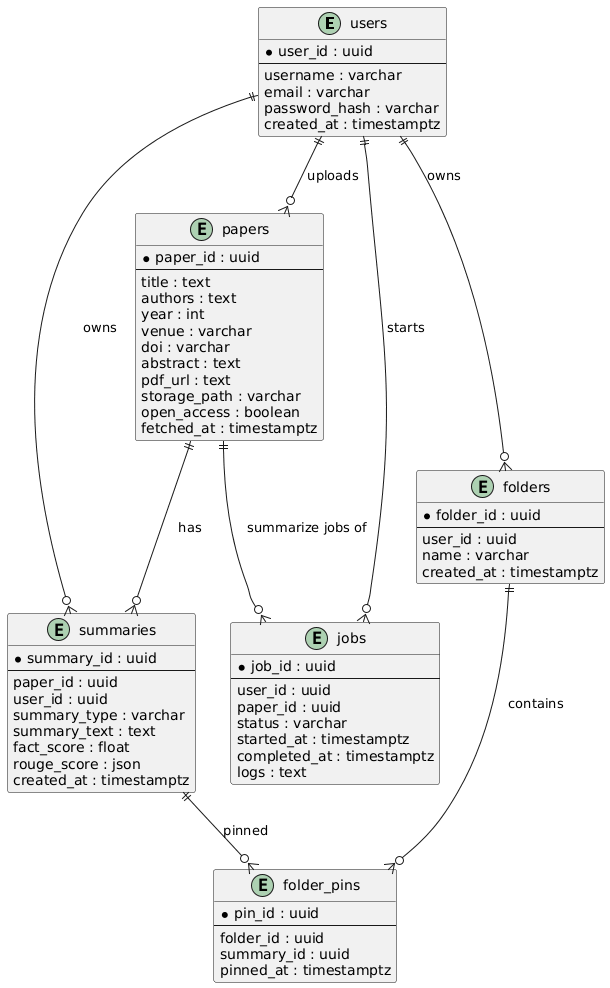 E users
* user_id : uuid
username : varchar
email : varchar
password_hash : varchar
created_at : timestamptz
uploads
owns
E papers
* paper_id : uuid
title : text
authors : text
year : int
venue : varchar
doi : varchar
abstract : text
pdf_url : text
storage_path : varchar
open_access : boolean
fetched_at : timestamptz
owns
starts
E folders
* folder_id : uuid
user_id : uuid
name : varchar
created_at : timestamptz
has
summarize jobs of
E summaries
* summary_id : uuid
paper_id : uuid
user_id : uuid
summary_type : varchar
summary_text : text
fact_score : float
rouge_score : json
created_at : timestamptz
E jobs
* job_id : uuid
user_id : uuid
paper_id : uuid
status : varchar
started_at : timestamptz
completed_at : timestamptz
logs : text
contains
pinned
E folder_pins
* pin_id : uuid
folder_id : uuid
summary_id : uuid
pinned_at : timestamptz